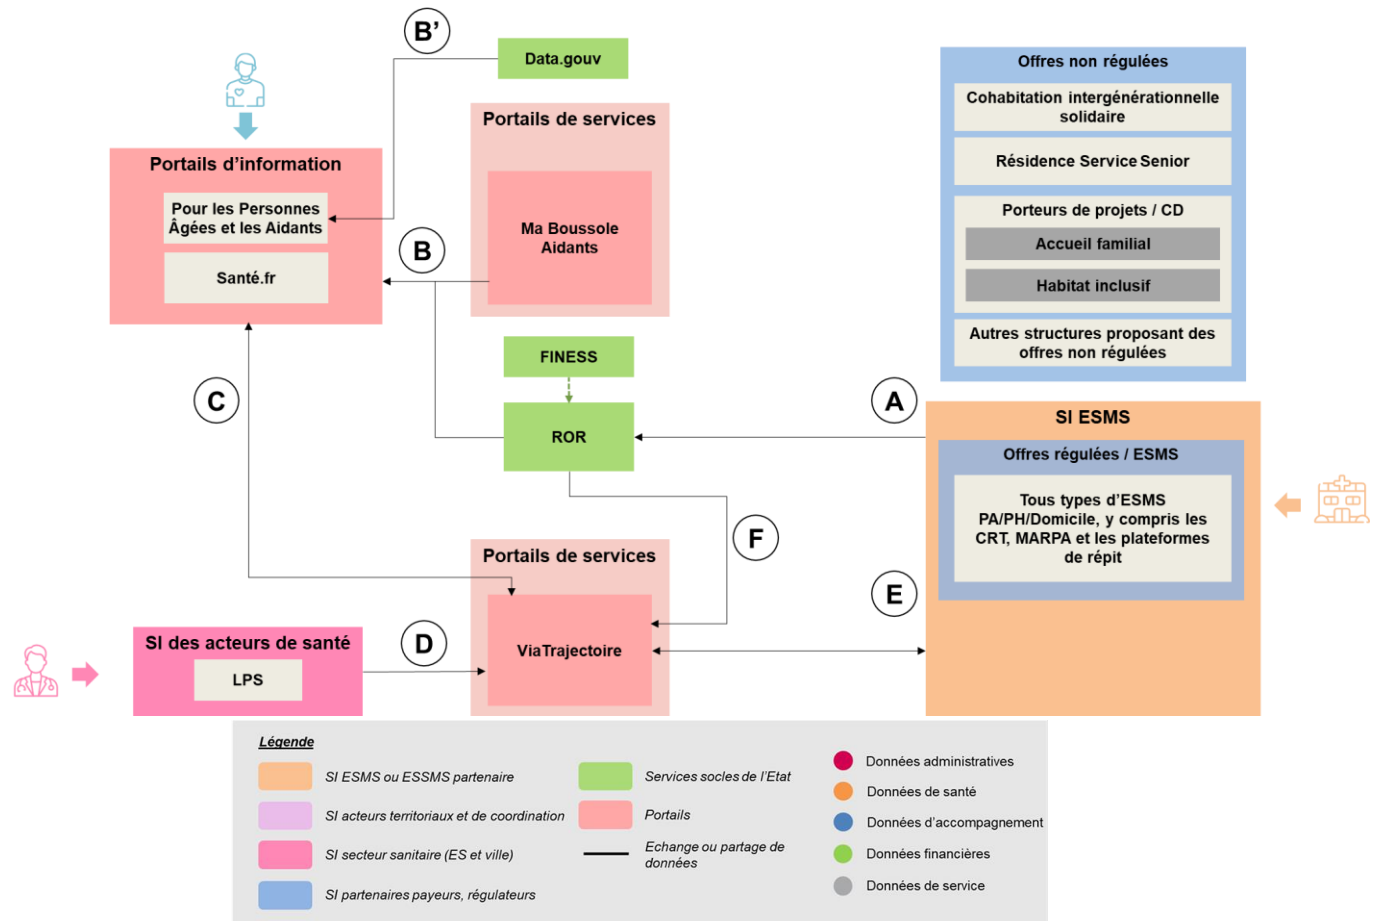 B’
Data.gouv
Portails de services
Ma Boussole
Aidants
Portails d’information
Pour les Personnes
Âgées et les Aidants
Santé.fr
B
Offres non régulées
Cohabitation intergénérationnelle
solidaire
Résidence Service Senior
Porteurs de projets / CD
Accueil familial
Habitat inclusif
Autres structures proposant des
offres non régulées
FINESS
ROR
C
A
SI ESMS
Offres régulées / ESMS
Tous types d’ESMS
PA/PH/Domicile, y compris les
CRT, MARPA et les plateformes
de répit
F
E
Portails de services
ViaTrajectoire
D
SI des acteurs de santé
LPS
Légende
SI ESMS ou ESSMS partenaire
SI acteurs territoriaux et de coordination
SI secteur sanitaire (ES et ville)
SI partenaires payeurs, régulateurs
Services socles de l’Etat
Portails
Echange ou partage de
données
Données administratives
Données de santé
Données d’accompagnement
Données financières
Données de service